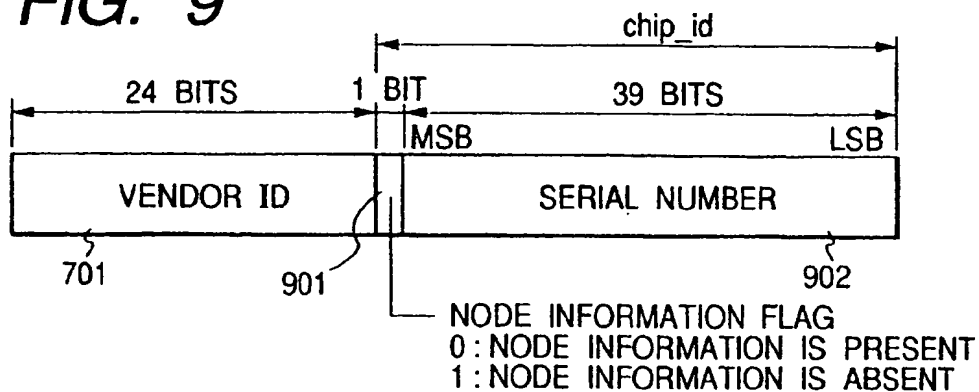 FIG. 9
chip_id
24 BITS
1 BIT
39 BITS
MSB
LSB
VENDOR ID
SERIAL NUMBER
701
901
902
NODE INFORMATION FLAG
0 : NODE INFORMATION IS PRESENT
1 : NODE INFORMATION IS ABSENT